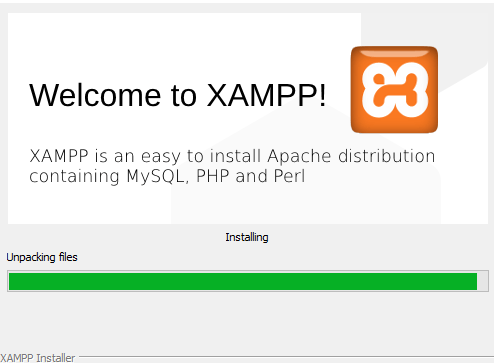 Welcome to XAMPP!
XAMPP is an easy to install Apache distribution
containing MySQL, PHP and Perl
Installing
Unpacking files
XAMPP Installer